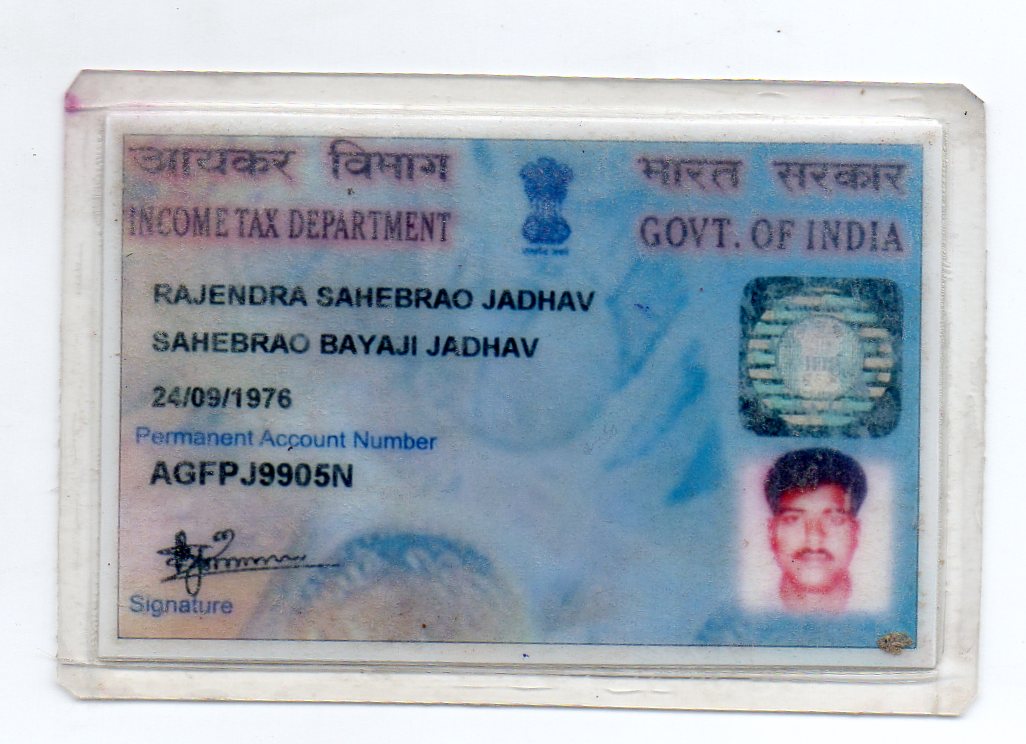 आयकर विभाग
भारत सरकार
INCOME TAX DEPARTMENT
GOVT. OF INDIA
RAJENDRA SAHEBRAO JADHAV
SAHEBRAO BAYAJI JADHAV
24/09/1976
Permanent Account Number
AGFPJ9905N
Signature